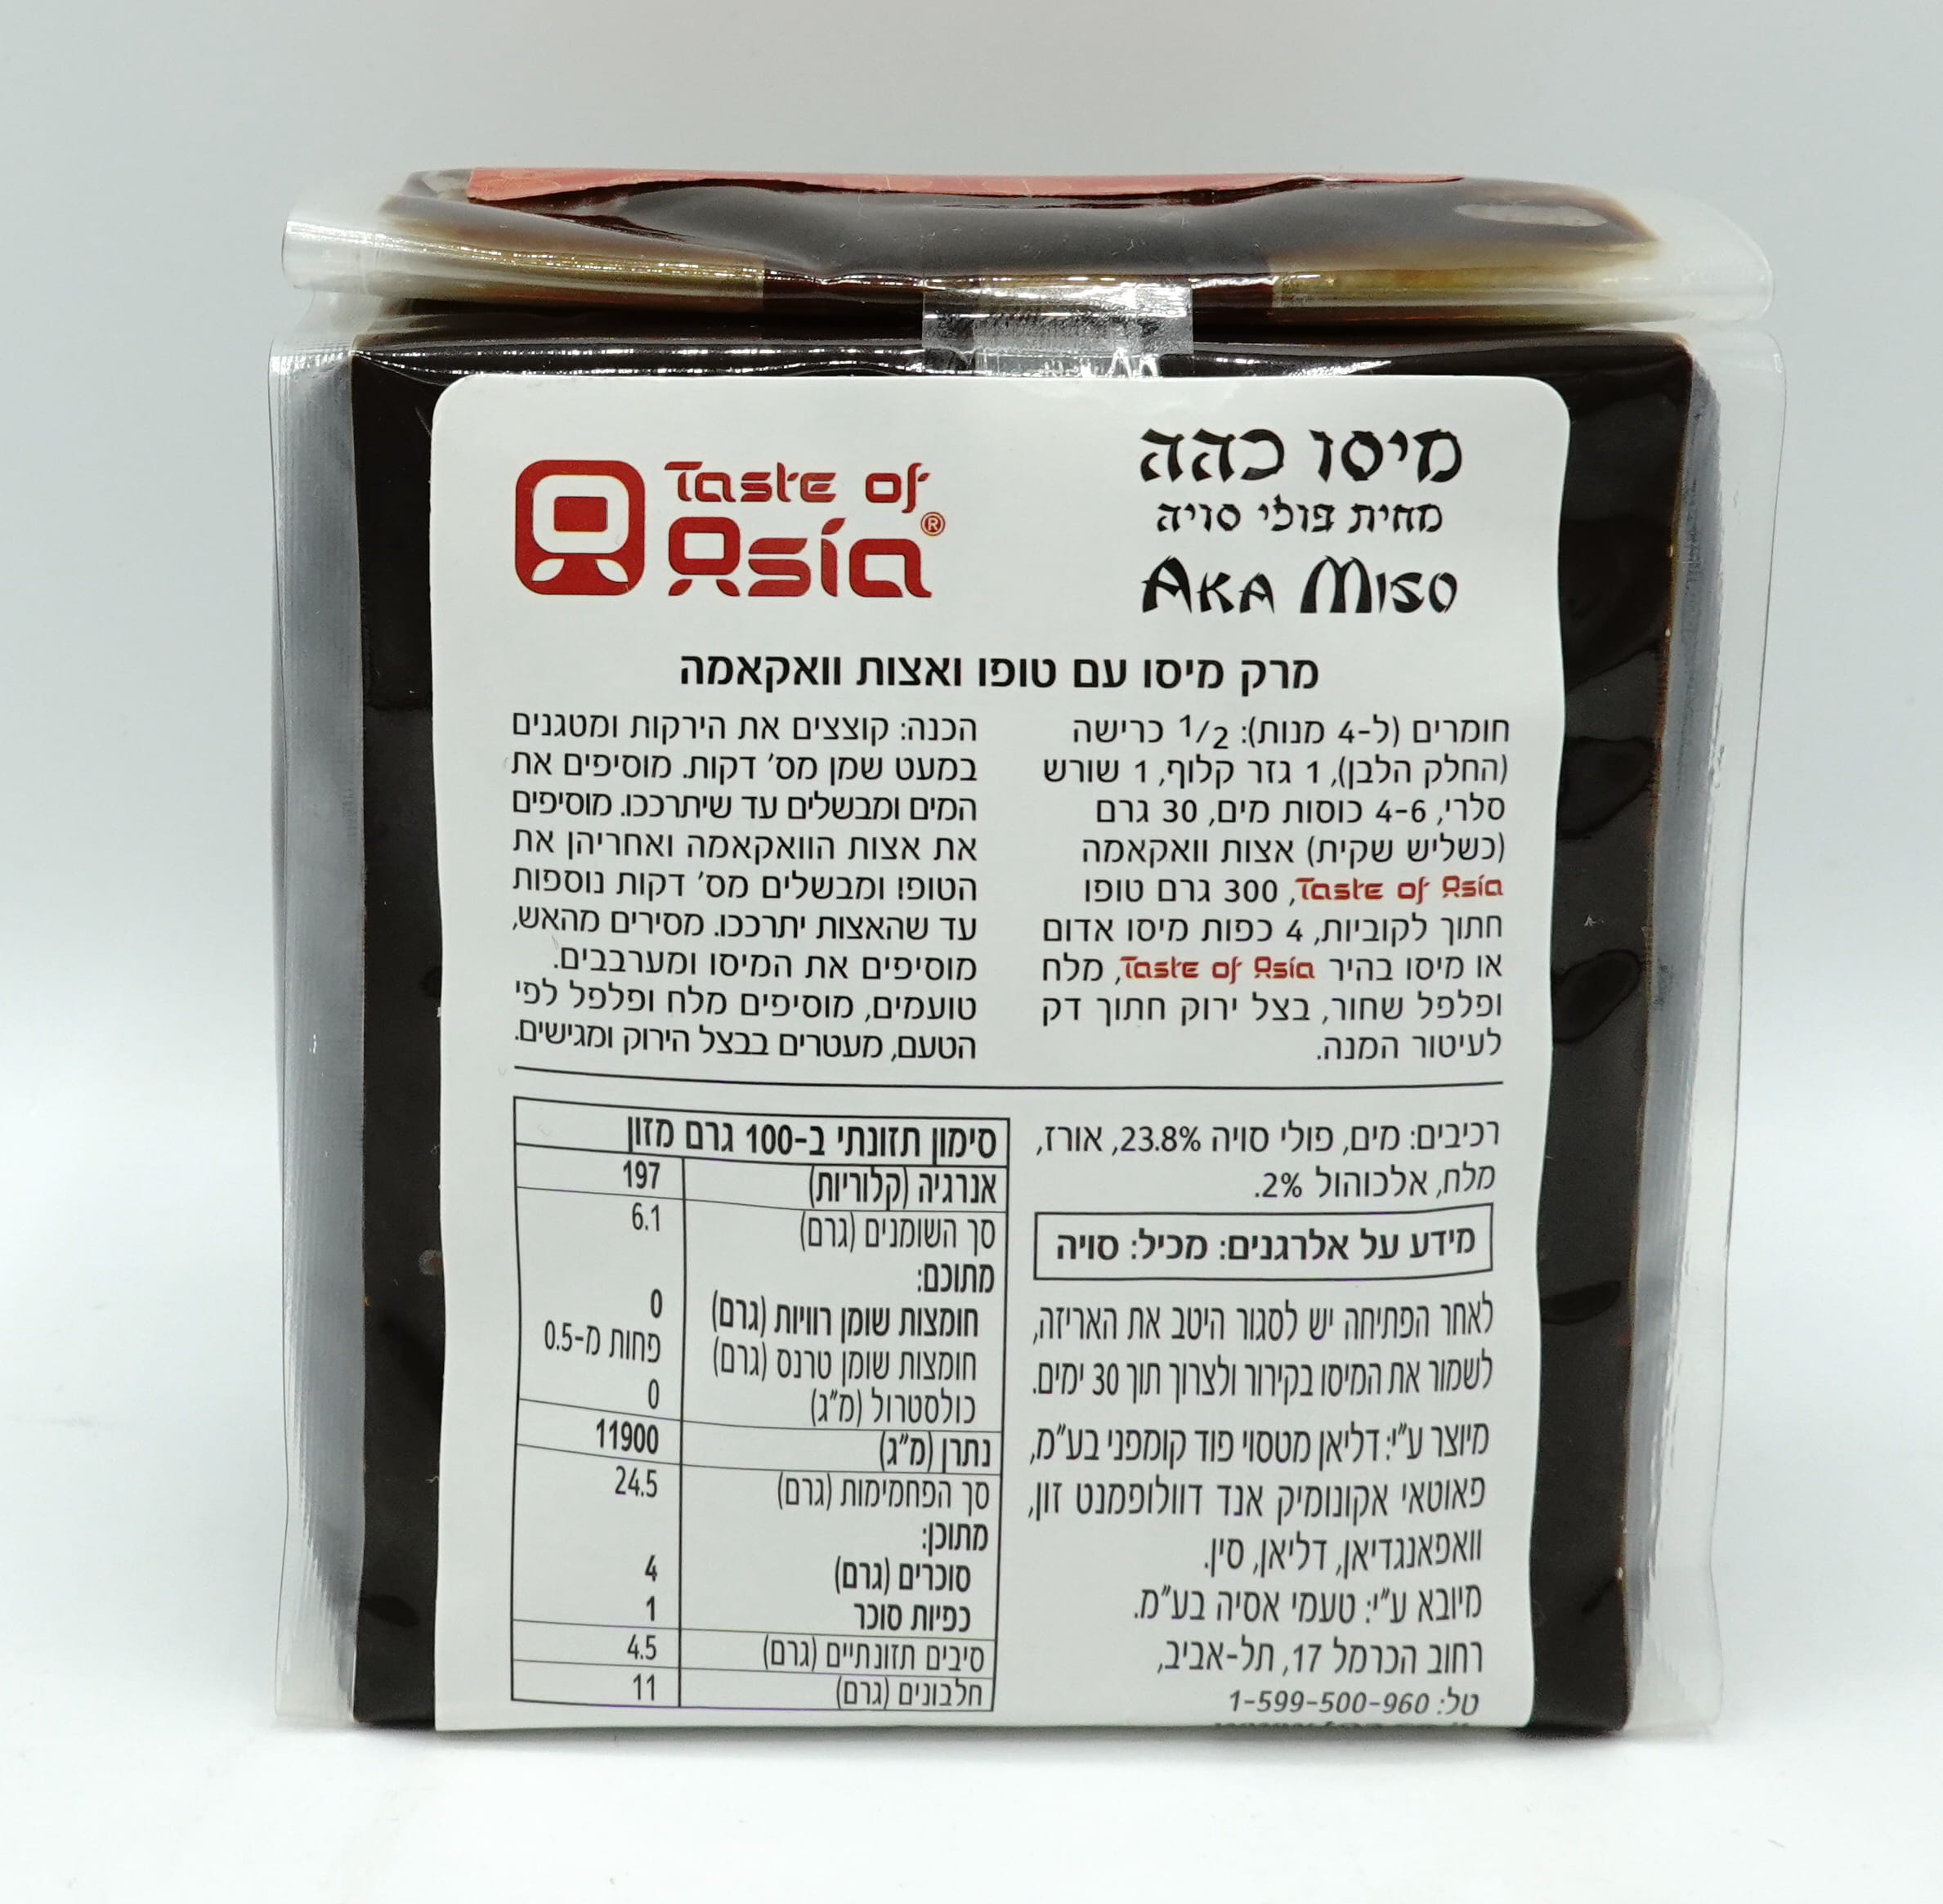 מיסו כהה
מחית פולי סויה
AKA MISO
Taste of
Asia®
מרק מיסו עם טופו ואצות וואקאמה
חומרים (ל-4 מנות): 1/2 כרישה
(החלק הלבן), 1 גזר קלוף, 1 שורש
סלרי, 4-6 כוסות מים, 30 גרם
(כשליש שקית) אצות וואקאמה
Taste of Asia, 300 גרם טופו
חתוך לקוביות, 4 כפות מיסו אדום
או מיסו בהיר Taste of Asia, מלח
ופלפל שחור, בצל ירוק חתוך דק
לעיטור המנה.
הכנה: קוצצים את הירקות ומטגנים
במעט שמן מס' דקות. מוסיפים את
המים ומבשלים עד שיתרככו. מוסיפים
את אצות הוואקאמה ואחריהן את
הטופו ומבשלים מס' דקות נוספות
עד שהאצות יתרככו. מסירים מהאש,
מוסיפים את המיסו ומערבבים.
טועמים, מוסיפים מלח ופלפל לפי
הטעם, מעטרים בבצל הירוק ומגישים.
רכיבים: מים, פולי סויה 23.8%, אורז,
מלח, אלכוהול 2%.
מידע על אלרגנים: מכיל: סויה
לאחר הפתיחה יש לסגור היטב את האריזה,
לשמור את המיסו בקירור ולצרוך תוך 30 ימים.
מיוצר ע"י: דליאן מטסוי פוד קומפני בע"מ,
פאוטאי אקונומיק אנד דוולופמנט זון,
וואפאנגדיאן, דליאן, סין.
מיובא ע"י: טעמי אסיה בע"מ.
רחוב הכרמל 17, תל-אביב,
טל: 1-599-500-960
סימון תזונתי ב-100 גרם מזון
אנרגיה (קלוריות) 197
סך השומנים (גרם) 6.1
מתוכם:
חומצות שומן רוויות (גרם) 0
חומצות שומן טרנס (גרם) פחות מ-0.5
כולסטרול (מ"ג) 0
נתרן (מ"ג) 11900
סך הפחמימות (גרם) 24.5
מתוכן:
סוכרים (גרם) 4
כפיות סוכר 1
סיבים תזונתיים (גרם) 4.5
חלבונים (גרם) 11